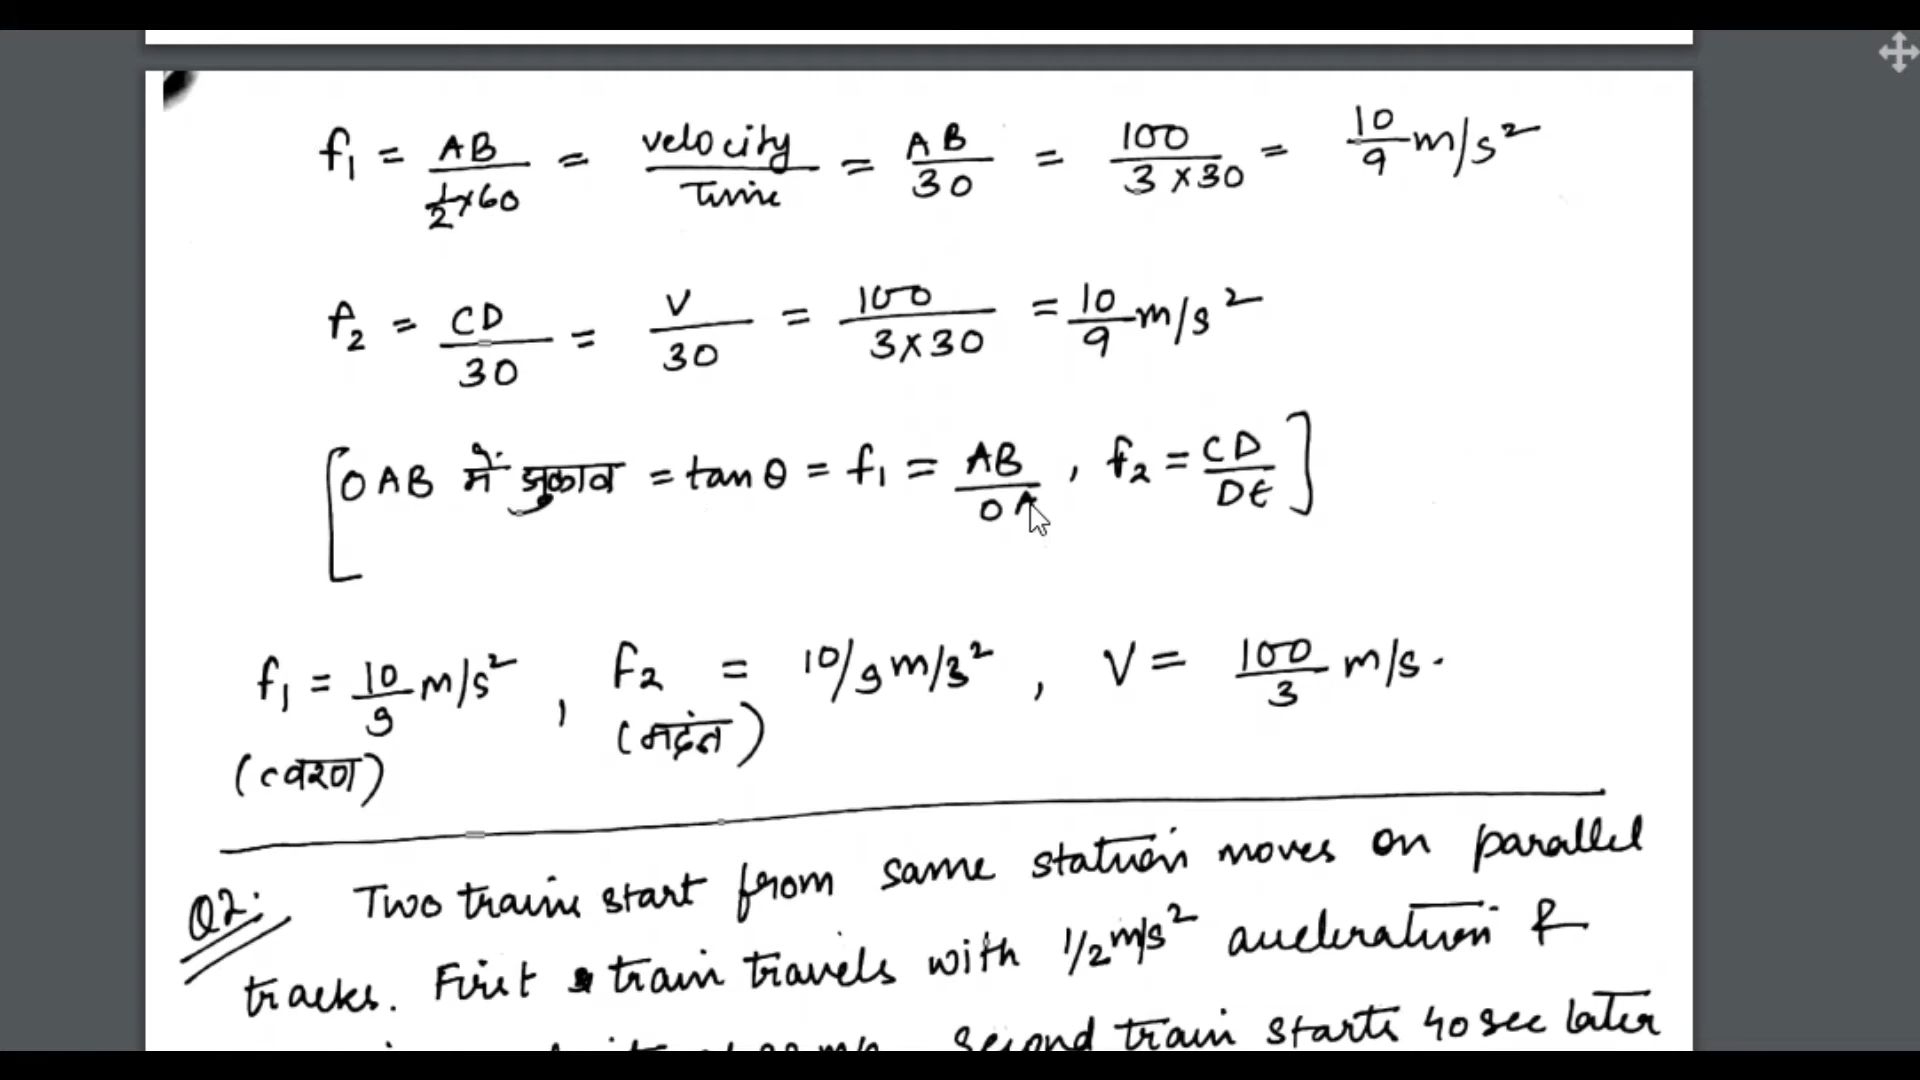 f₁ = AB / ½×60 = velocity / Time = AB / 30 = 100 / 3×30 = 10/9 m/s²
f₂ = CD / 30 = V / 30 = 100 / 3×30 = 10/9 m/s²
[OAB में झुकाव = tanθ = f₁ = AB / OA, f₂ = CD / DE]
f₁ = 10/9 m/s², F₂ = 10/9 m/s², V = 100/3 m/s.
(त्वरण) (मदंन)
Q2: Two trains start from same station moves on parallel
tracks. First train travels with 1/2 m/s² acceleration &
second train starts 40 sec later